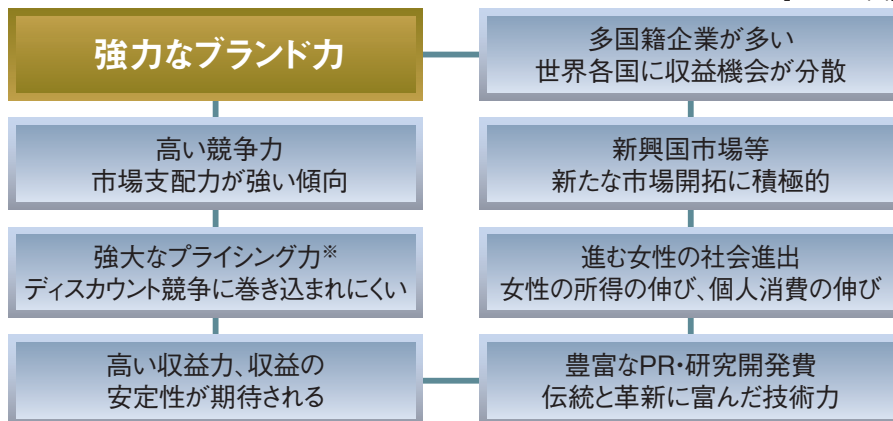 強力なブランド力
多国籍企業が多い
世界各国に収益機会が分散
高い競争力
市場支配力が強い傾向
新興国市場等
新たな市場開拓に積極的
強大なプライシング力※
ディスカウント競争に巻き込まれにくい
進む女性の社会進出
女性の所得の伸び、個人消費の伸び
高い収益力、収益の
安定性が期待される
豊富なPR・研究開発費
伝統と革新に富んだ技術力